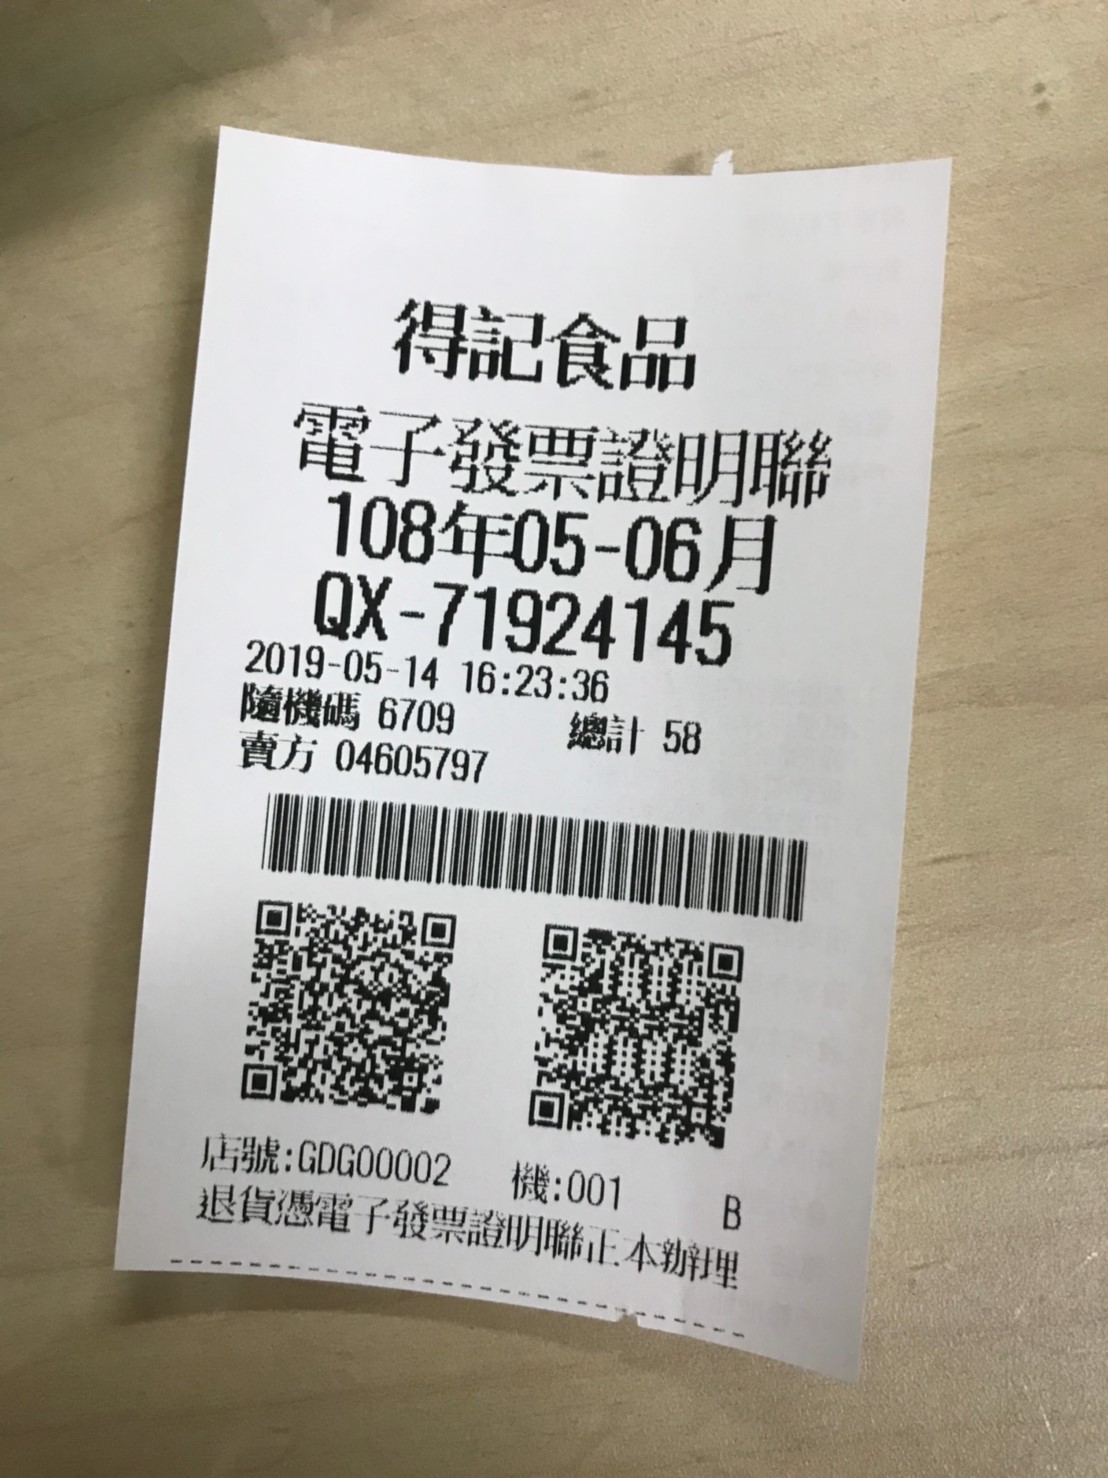 得記食品
電子發票證明聯
108年05-06月
QX-71924145
2019-05-14 16:23:36
隨機碼 6709 總計 58
賣方 04605797
店號:GDG00002 機:001 B
退貨憑電子發票證明聯正本辦理